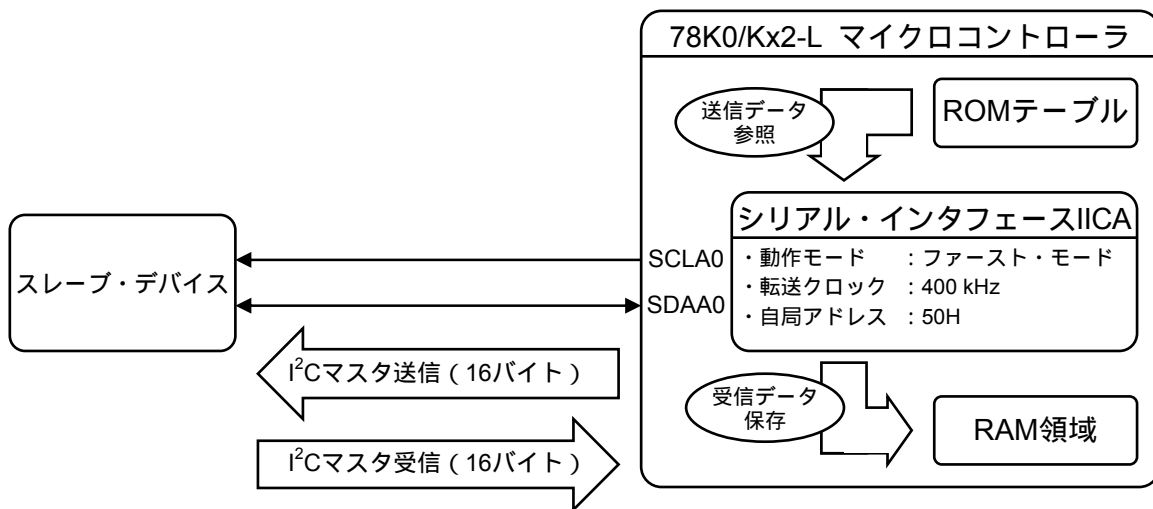 78K0/Kx2-L マイクロコントローラ
送信データ
参照
ROMテーブル
シリアル・インタフェースIICA
・動作モード ：ファースト・モード
・転送クロック ：400 kHz
・自局アドレス ：50H
SCLA0
SDAA0
スレーブ・デバイス
I²Cマスタ送信（16バイト）
I²Cマスタ受信（16バイト）
受信データ
保存
RAM領域